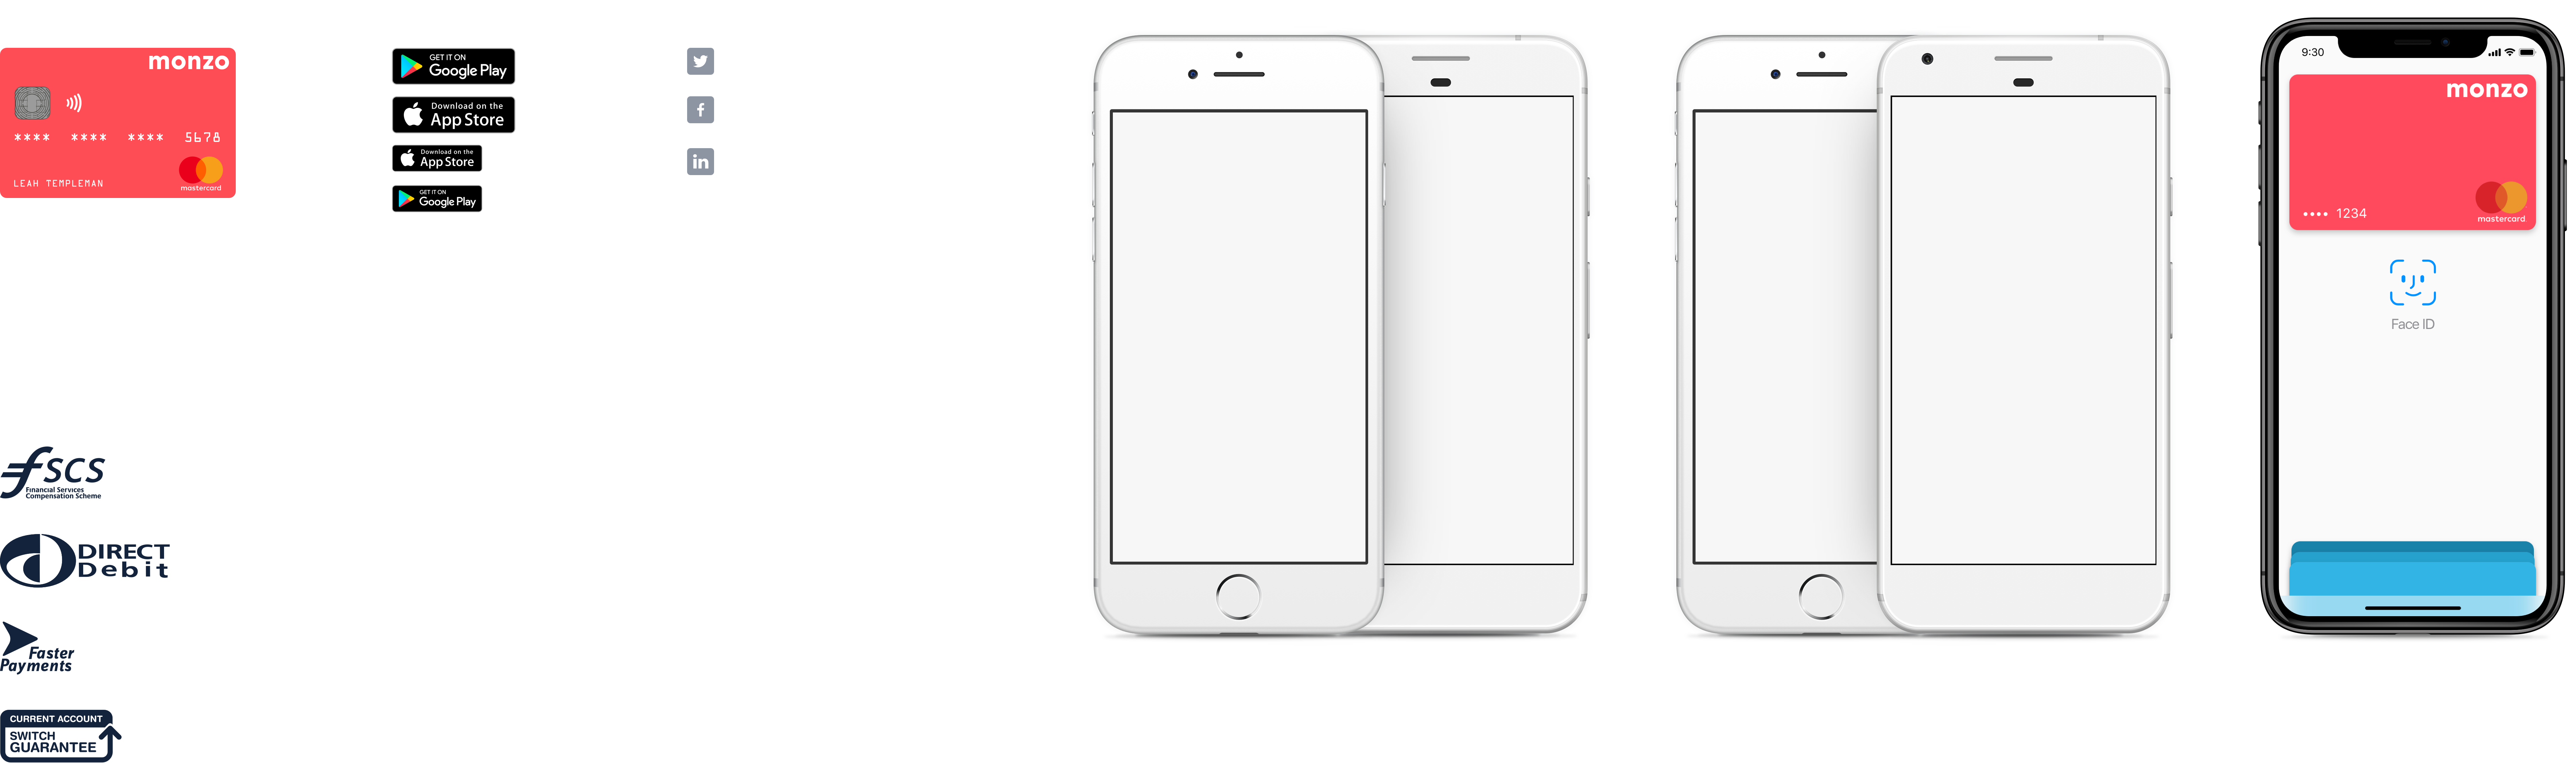 monzo
**** **** **** 5678
LEAH TEMPLEMAN
mastercard
GET IT ON
Google Play
Download on the
App Store
Download on the
App Store
GET IT ON
Google Play
f
in
9:30
monzo
•••• 1234
mastercard
Face ID
fscs
Financial Services
Compensation Scheme
DIRECT
Debit
Faster
Payments
CURRENT ACCOUNT
SWITCH
GUARANTEE